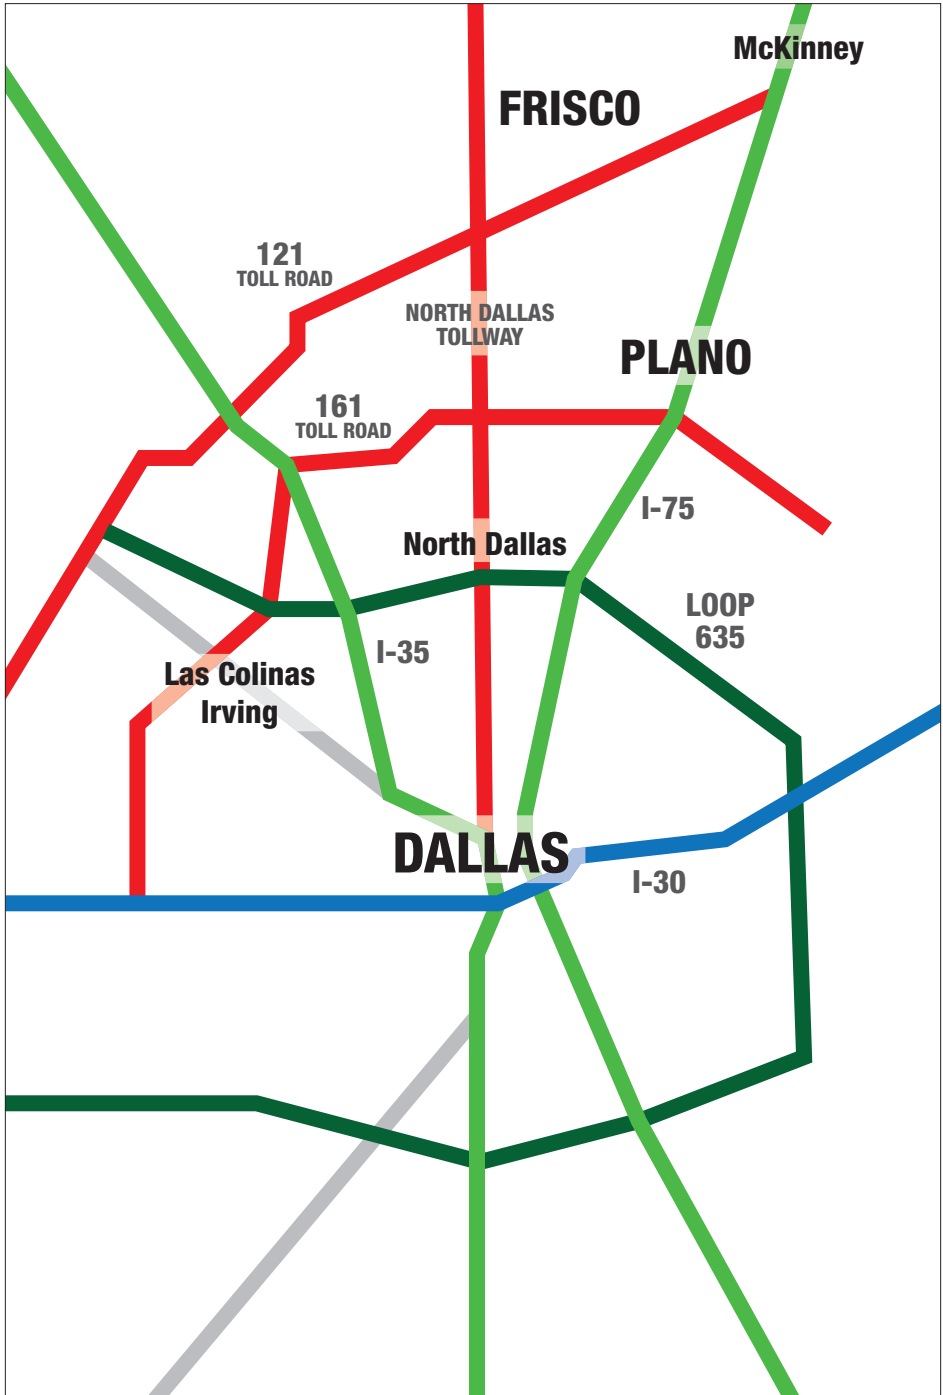 McKinney
FRISCO
121
TOLL ROAD
NORTH DALLAS
TOLLWAY
PLANO
161
TOLL ROAD
I-75
North Dallas
LOOP
635
I-35
Las Colinas
Irving
DALLAS
I-30